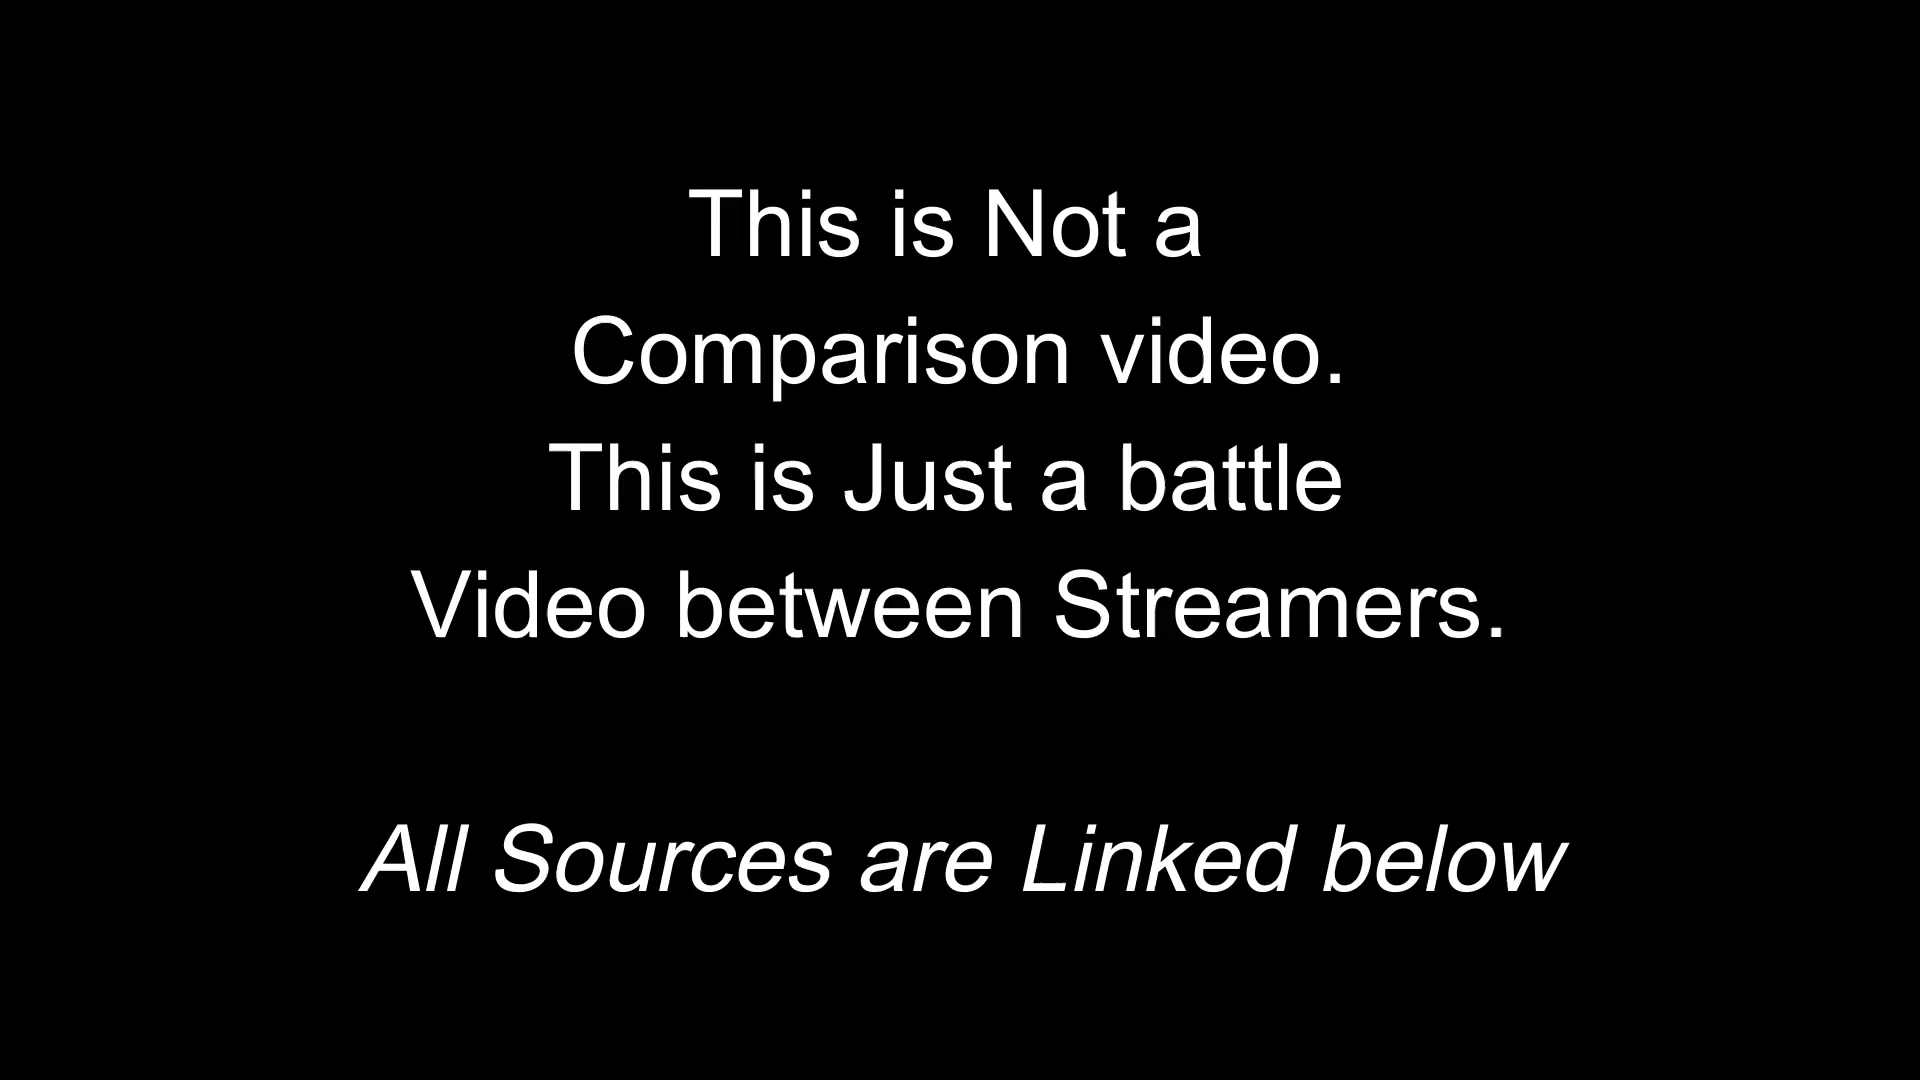 This is Not a
Comparison video.
This is Just a battle
Video between Streamers.
All Sources are Linked below